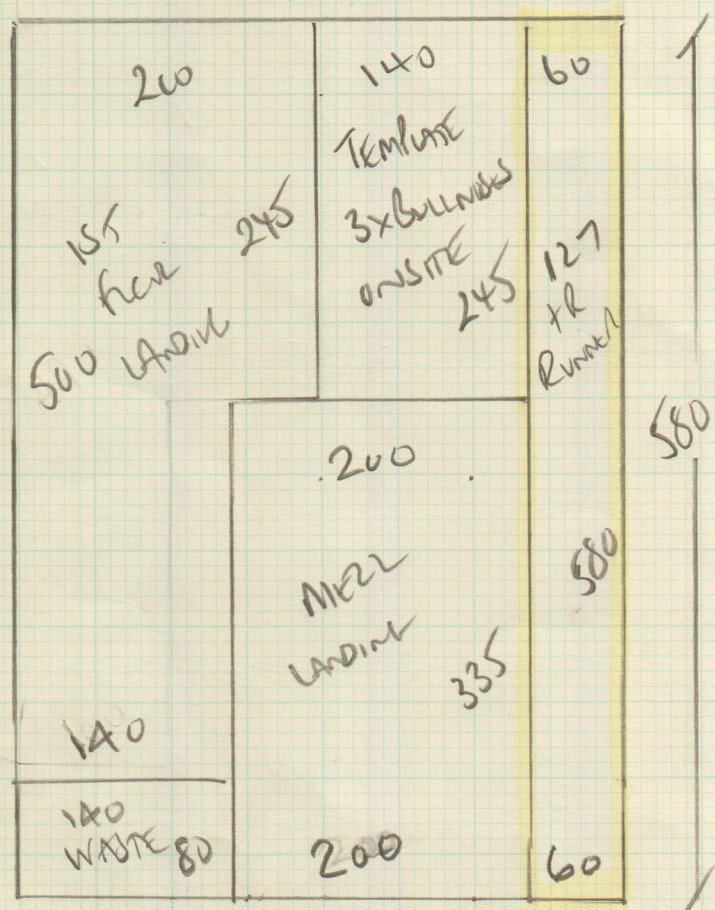 200
1ST
FLOOR
LANDING
245
500
140
140
WASTE 80
140
TEMPLATE
3xBULLNOSES
ONSITE
245
200
MEZZ
LANDING
335
200
60
127
RUNNER
580
60
580